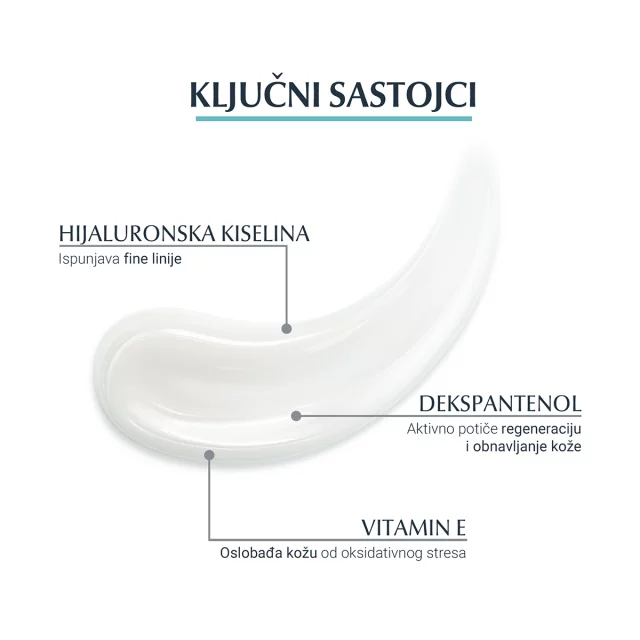 KLJUČNI SASTOJCI
HIJALURONSKA KISELINA
Ispunjava fine linije
DEKSPANTENOL
Aktivno potiče regeneraciju
i obnavljanje kože
VITAMIN E
Oslobađa kožu od oksidativnog stresa